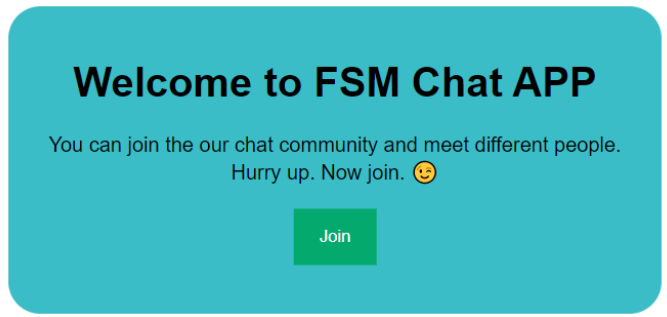 Welcome to FSM Chat APP
You can join the our chat community and meet different people.
Hurry up. Now join. 😉
Join